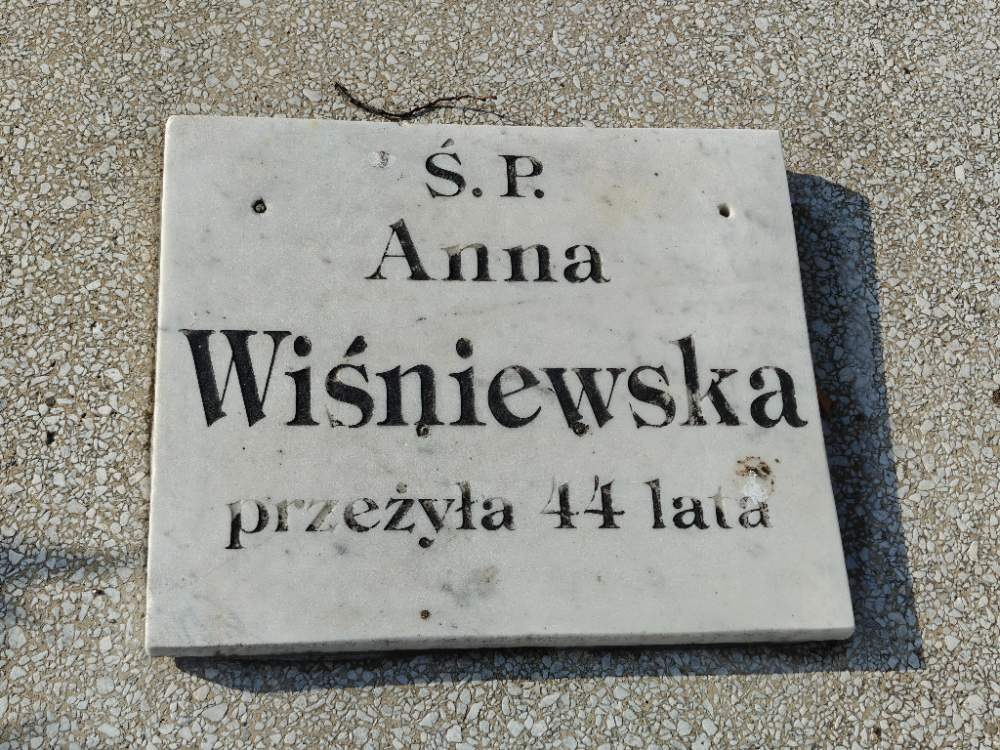 Ś. P.
Anna
Wiśniewska
przeżyła 44 lata